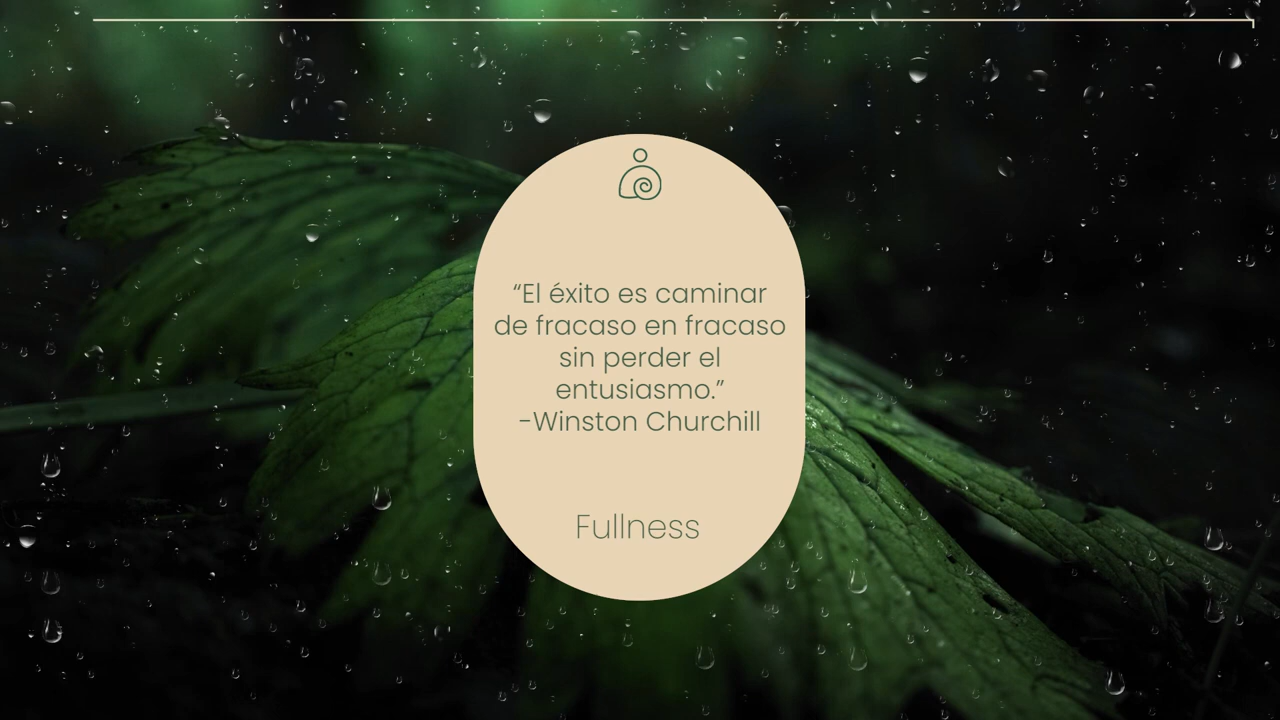 “El éxito es caminar
de fracaso en fracaso
sin perder el
entusiasmo.”
-Winston Churchill
Fullness